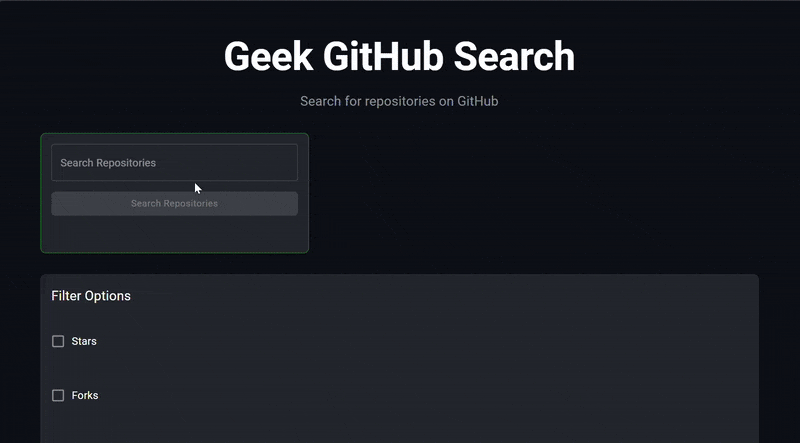 Geek GitHub Search
Search for repositories on GitHub
Search Repositories
Search Repositories
Filter Options
Stars
Forks